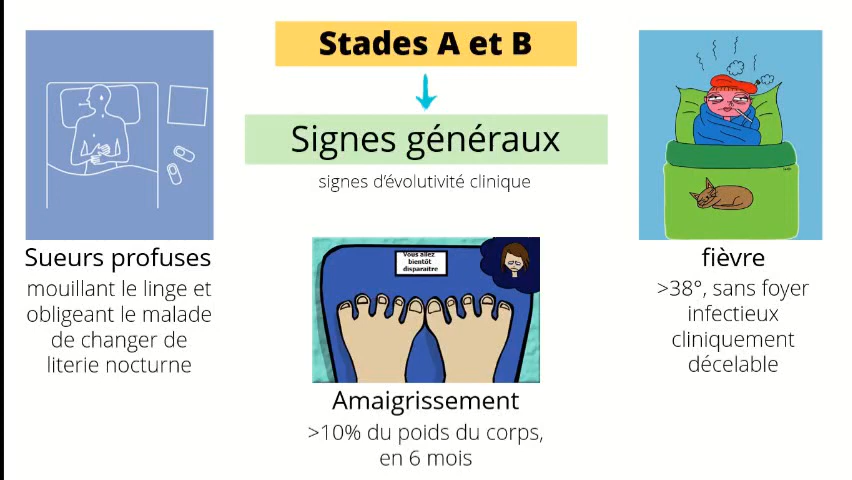 Stades A et B
Signes généraux
signes d'évolutivité clinique
Sueurs profuses
mouillant le linge et
obligeant le malade
de changer de
literie nocturne
Vous allez
bientôt
disparaitre
Amaigrissement
>10% du poids du corps,
en 6 mois
fièvre
>38°, sans foyer
infectieux
cliniquement
décelable